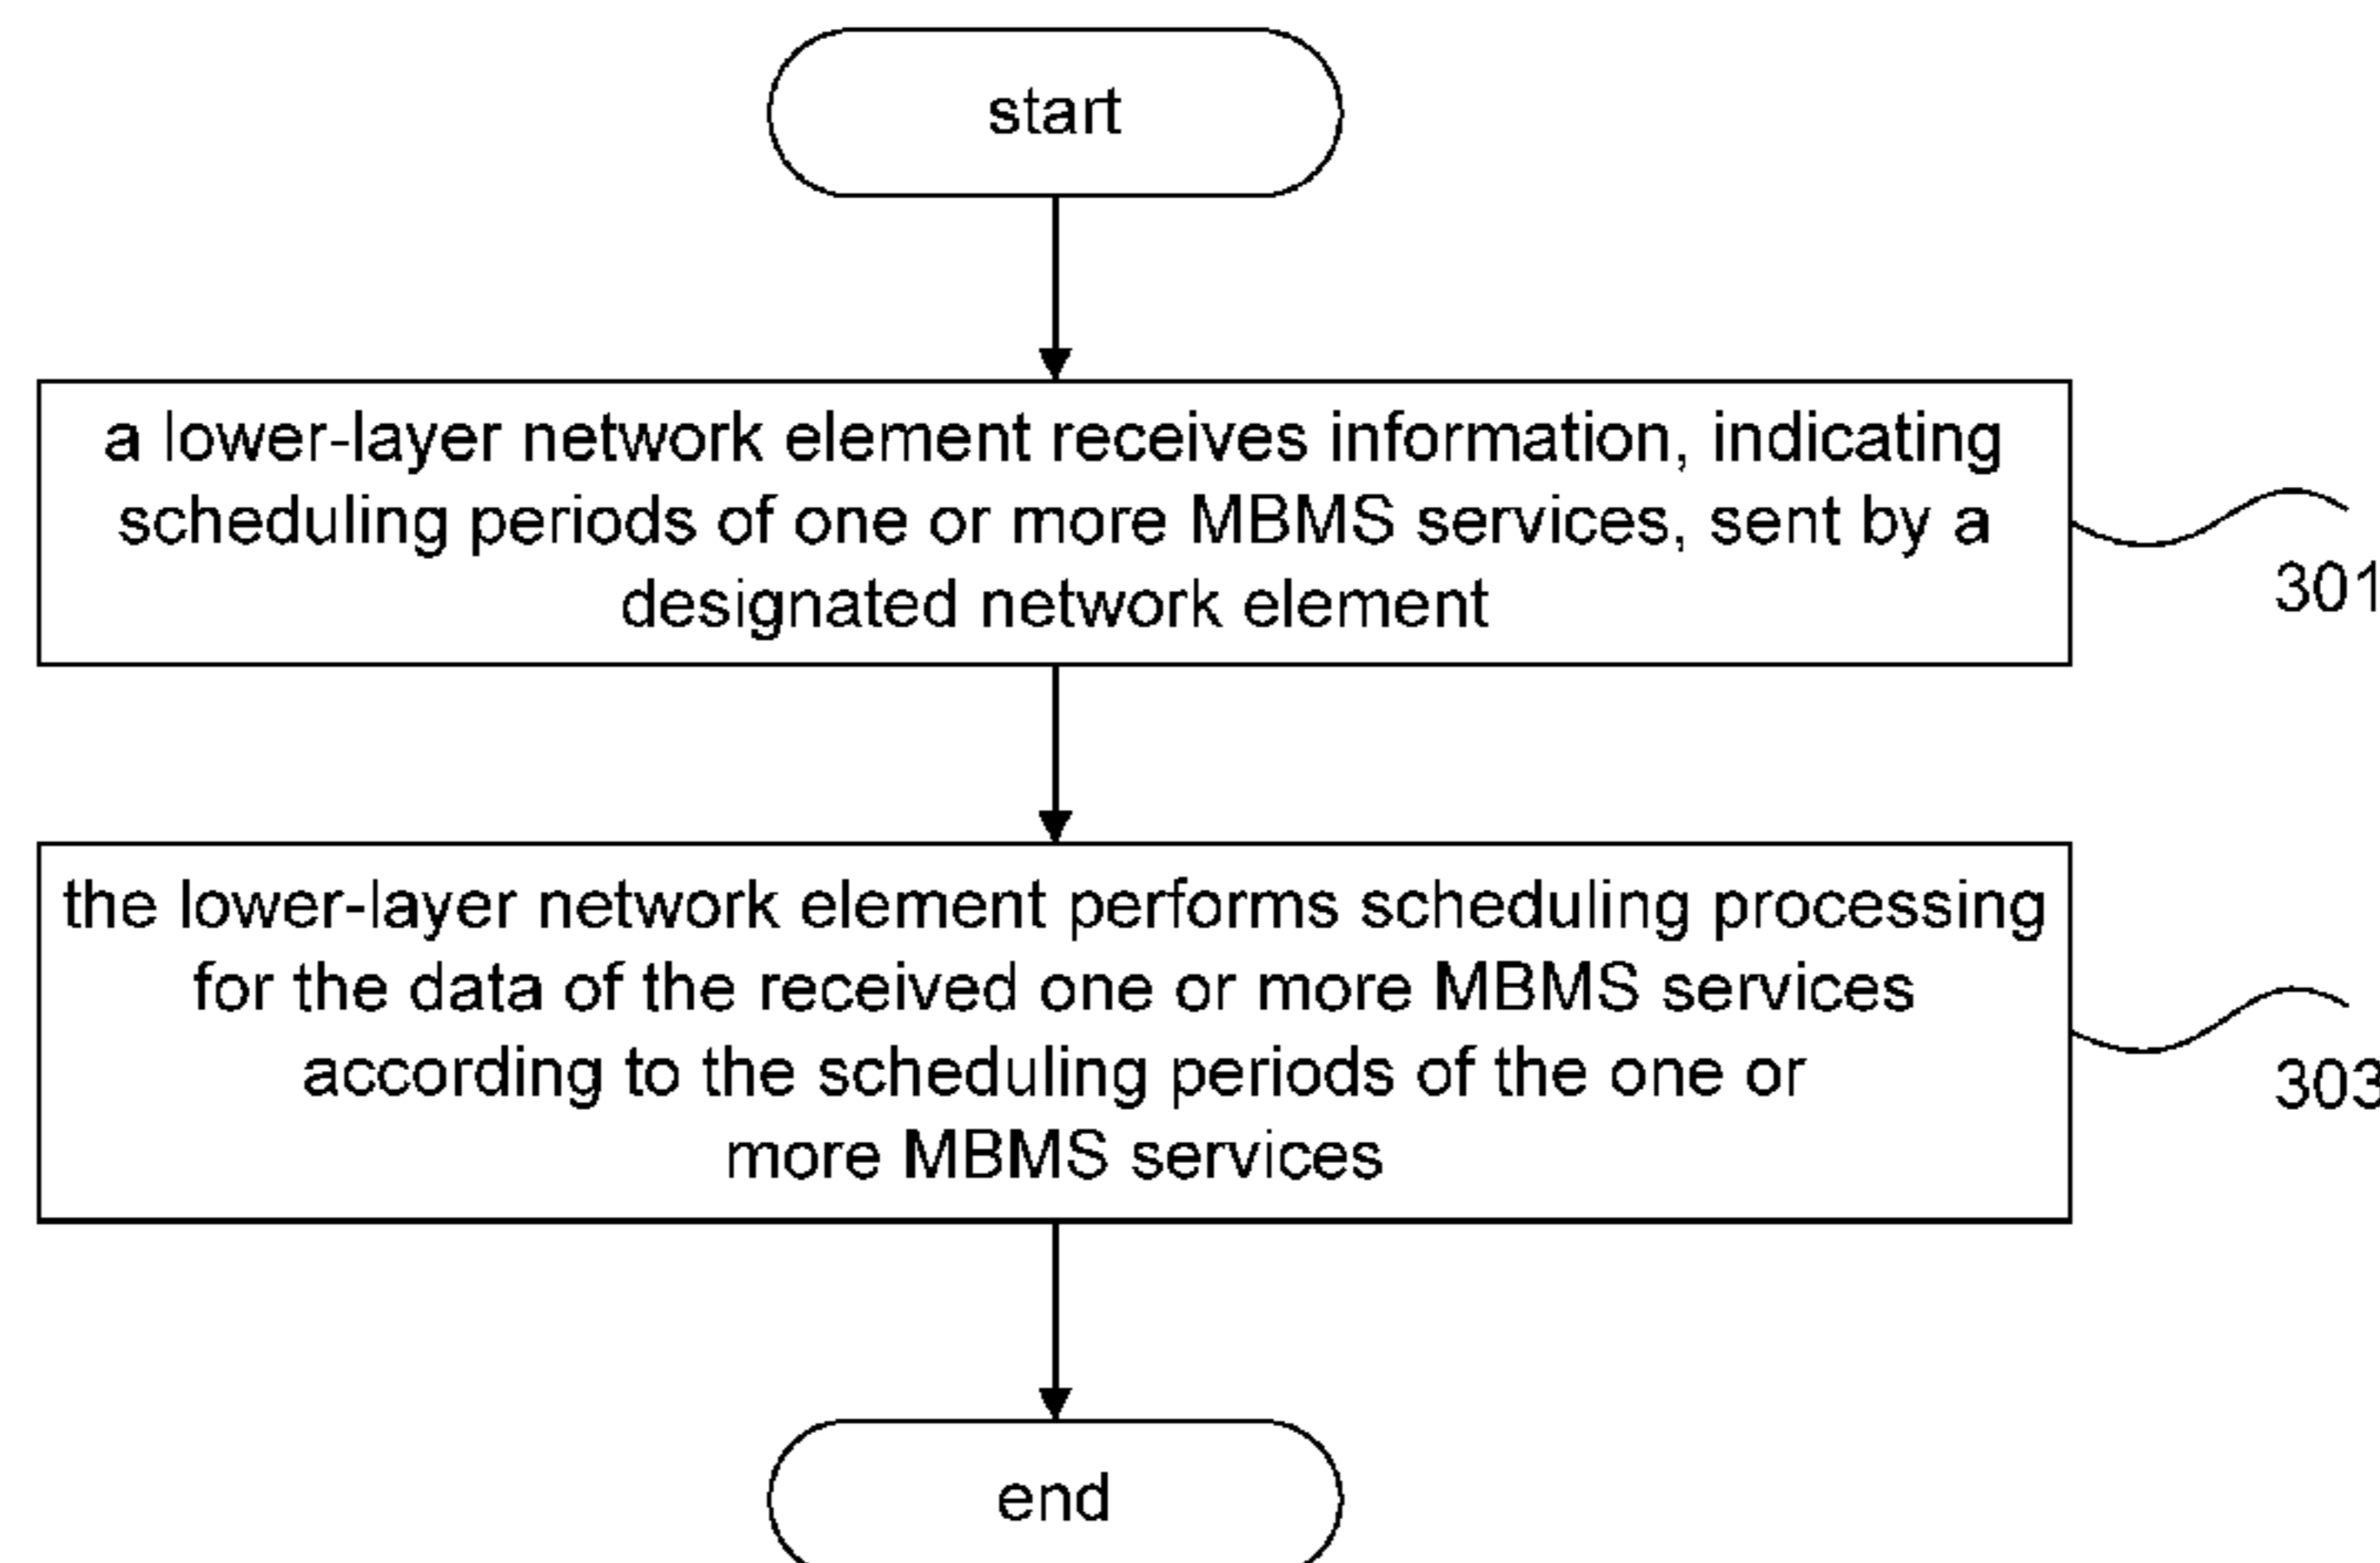 start
a lower-layer network element receives information, indicating
scheduling periods of one or more MBMS services, sent by a
designated network element
301
the lower-layer network element performs scheduling processing
for the data of the received one or more MBMS services
according to the scheduling periods of the one or
more MBMS services
303
end